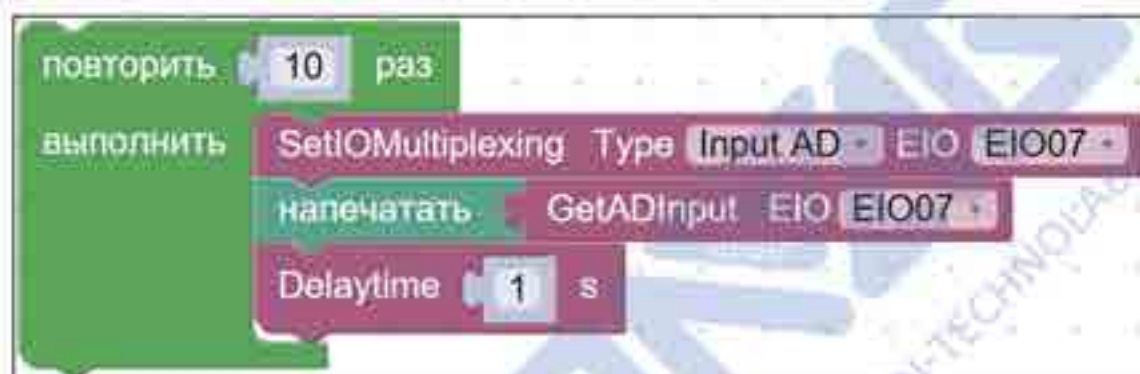 повторить 10 раз
выполнить SetIOMultiplexing Type Input AD EIO EIO07
напечатать GetADInput EIO EIO07
Delaytime 1 s